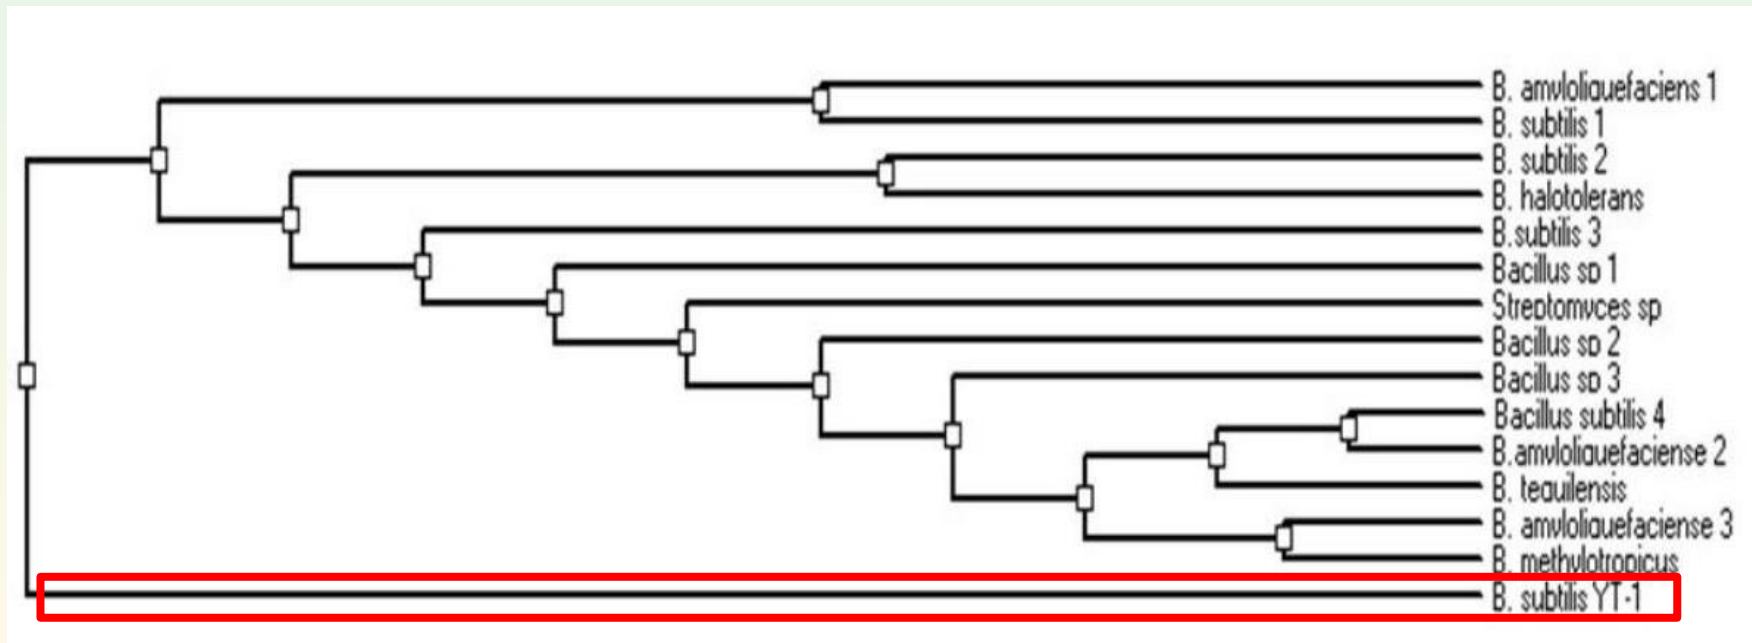 B. amyloliquefaciens 1
B. subtilis 1
B. subtilis 2
B. halotolerans
B.subtilis 3
Bacillus sp 1
Streptomyces sp
Bacillus sp 2
Bacillus sp 3
Bacillus subtilis 4
B.amyloliquefaciense 2
B. tequilensis
B. amyloliquefaciense 3
B. methylotropicus
B. subtilis YT-1